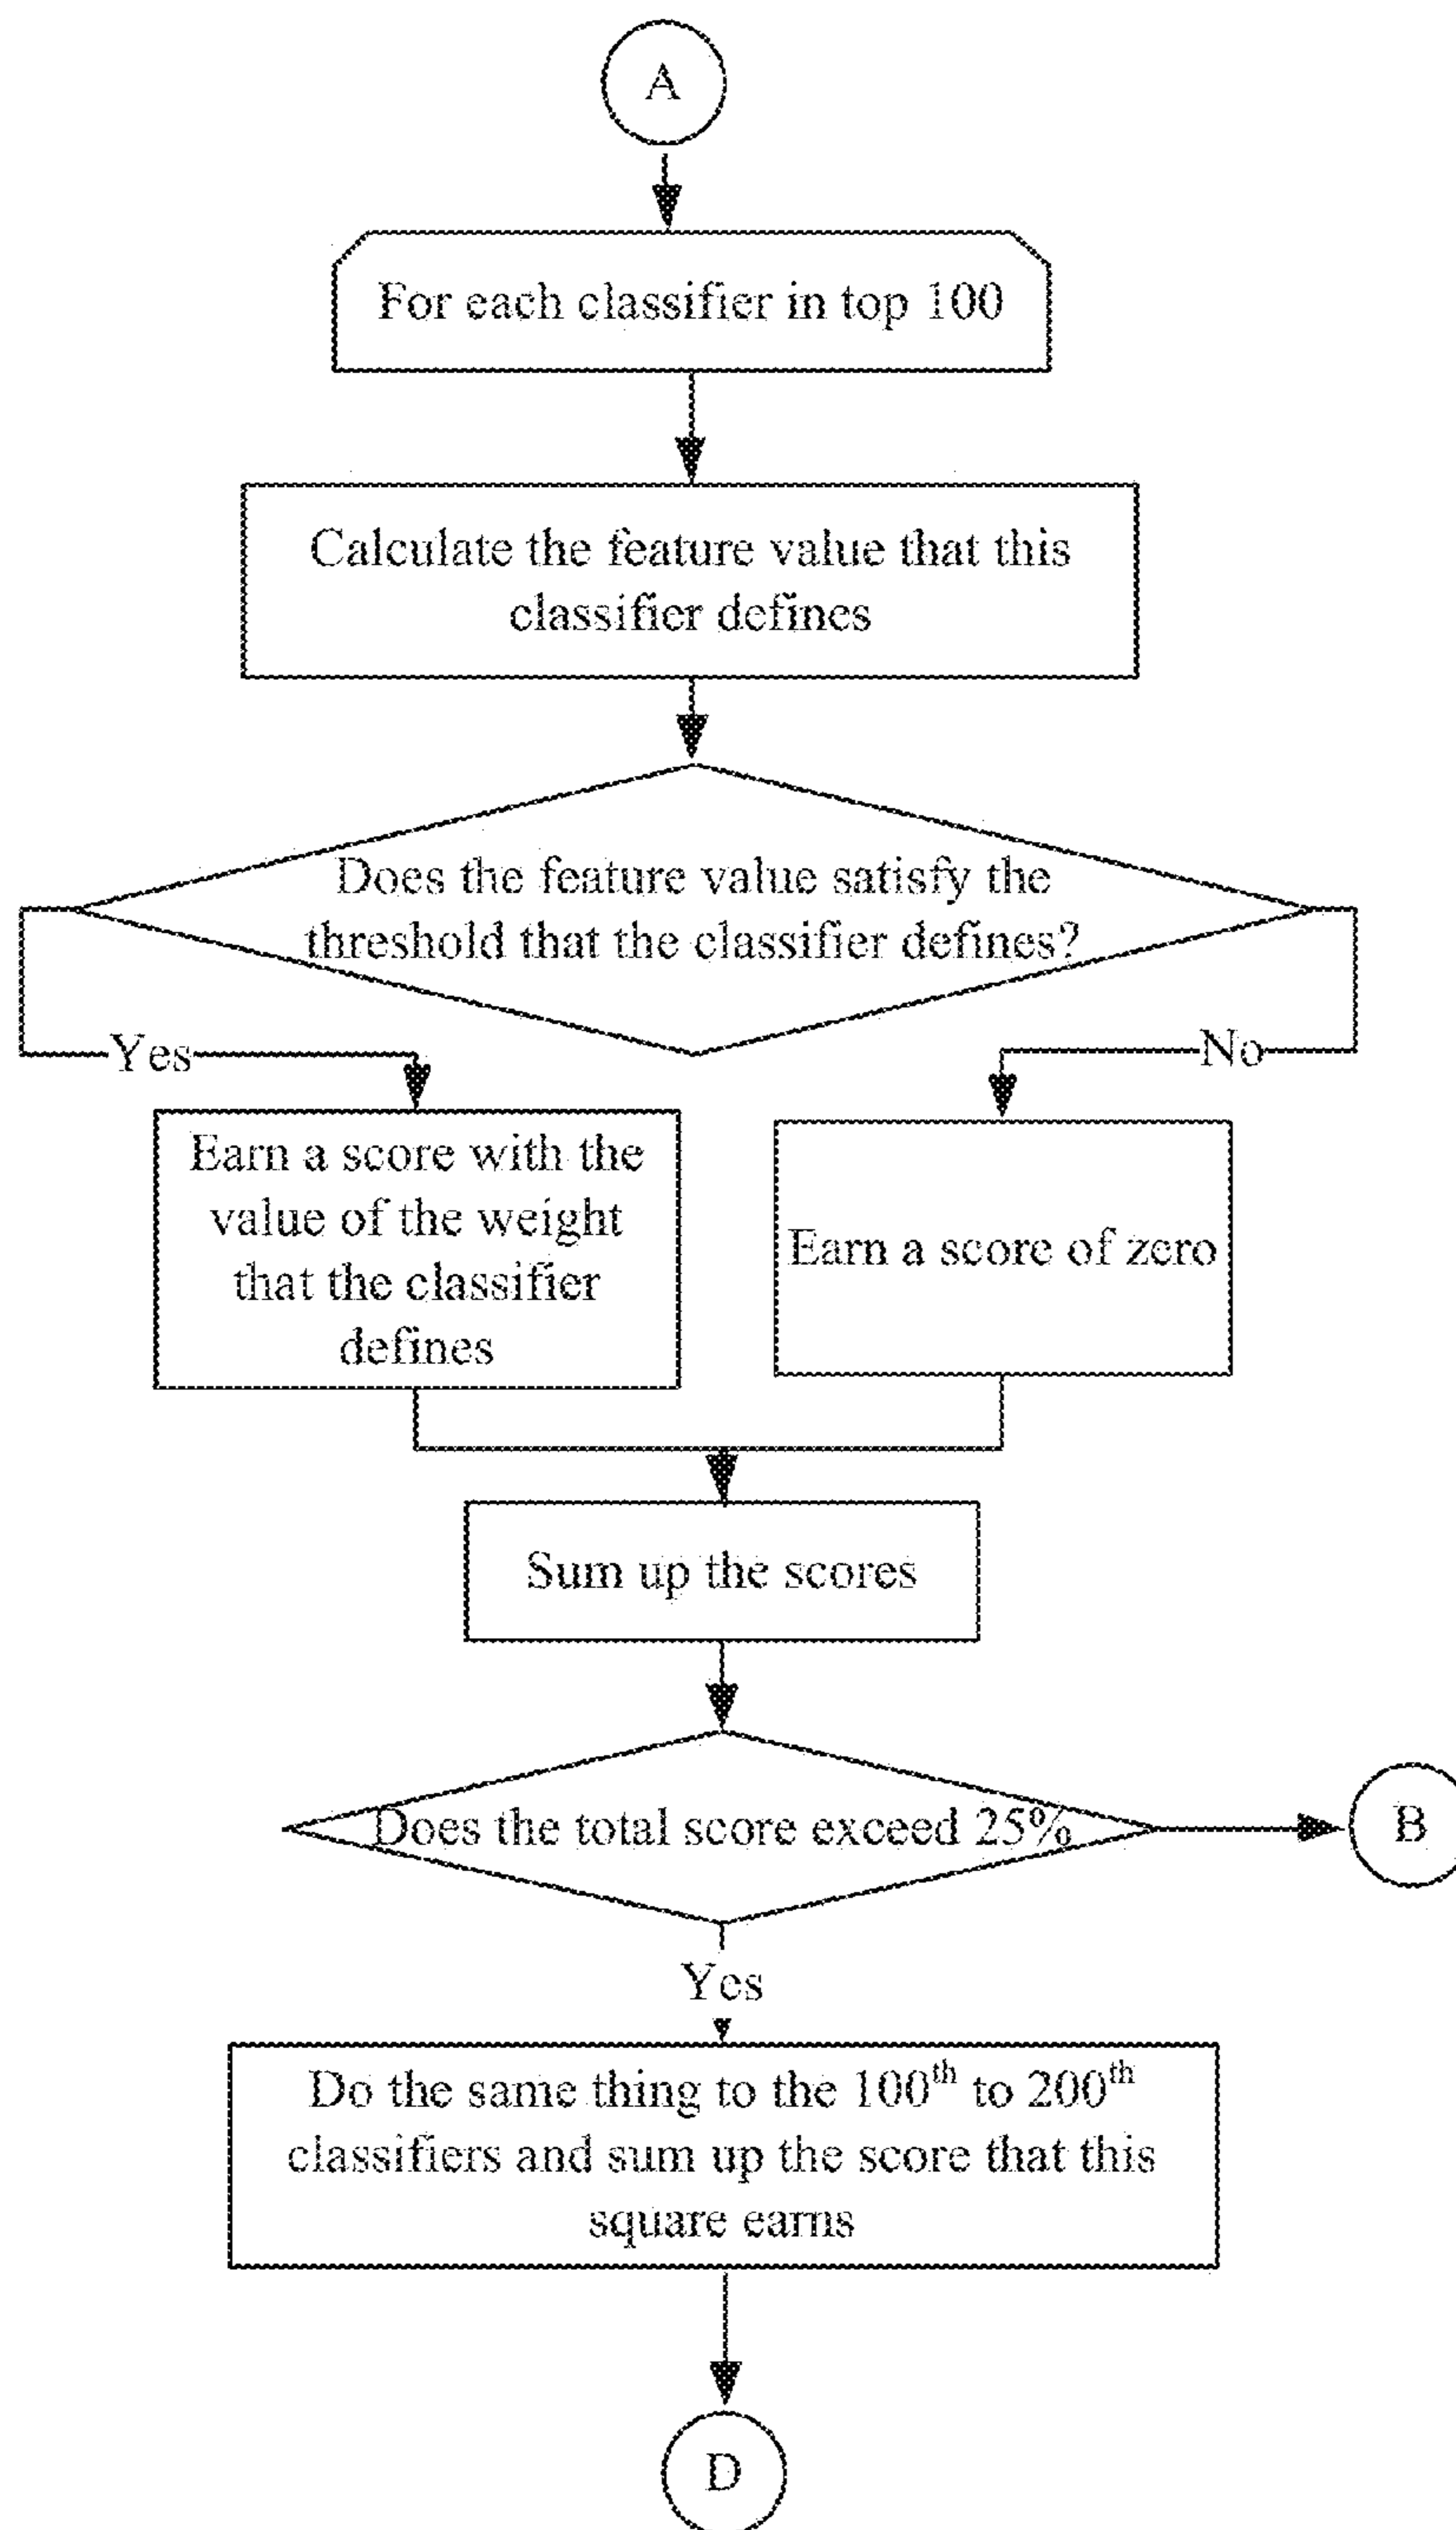 A
For each classifier in top 100
Calculate the feature value that this
classifier defines
Does the feature value satisfy the
threshold that the classifier defines?
Yes
No
Earn a score with the
value of the weight
that the classifier
defines
Earn a score of zero
Sum up the scores
Does the total score exceed 25%
B
Yes
Do the same thing to the 100th to 200th
classifiers and sum up the score that this
square earns
D